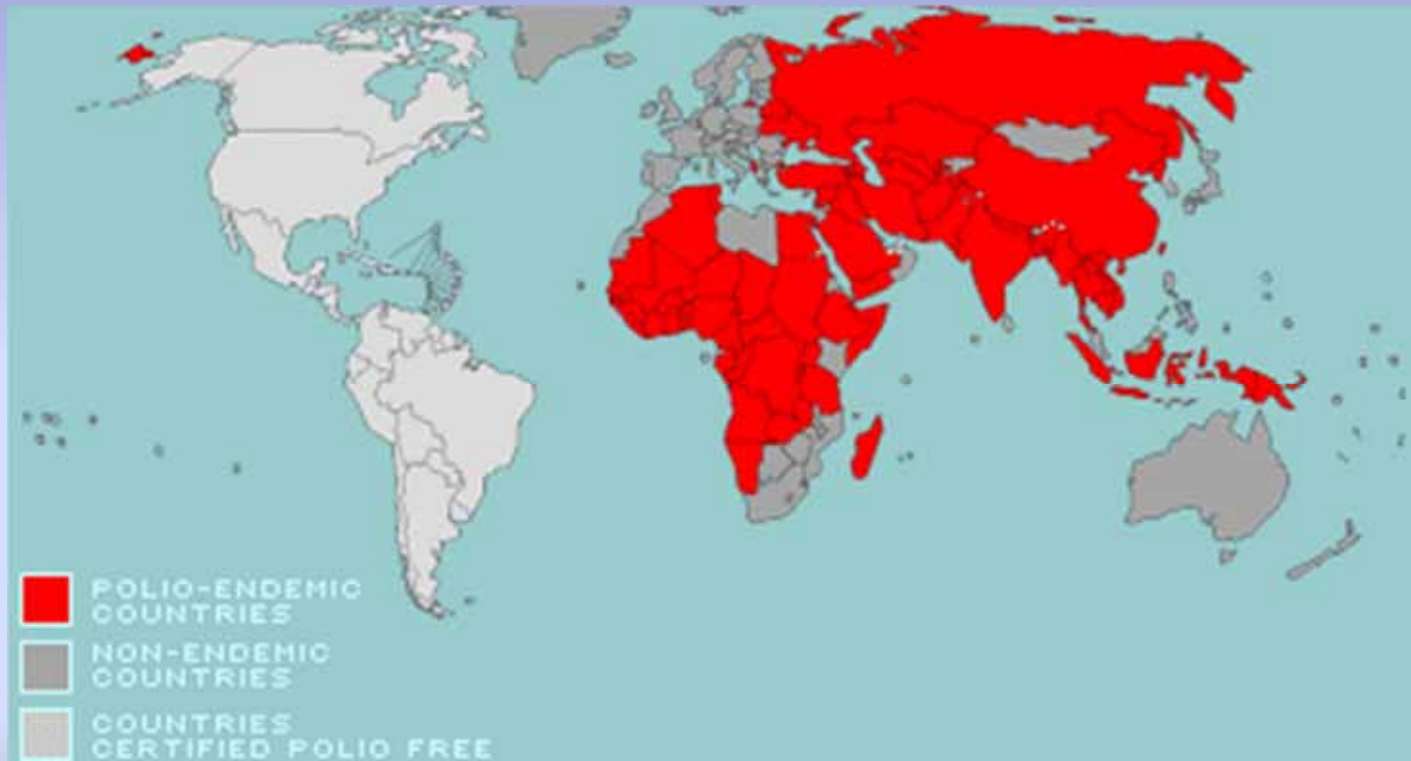 POLIO-ENDEMIC
COUNTRIES
NON-ENDEMIC
COUNTRIES
COUNTRIES
CERTIFIED POLIO FREE